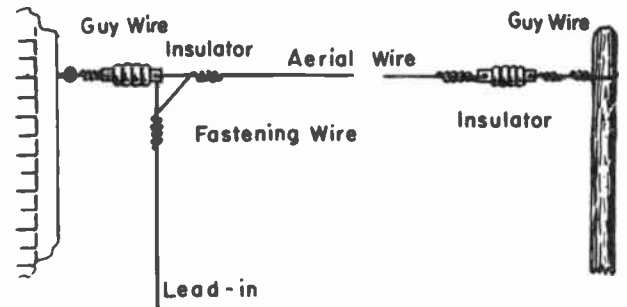 Guy Wire
Guy Wire
Insulator
Aerial Wire
Insulator
Fastening Wire
Lead-in